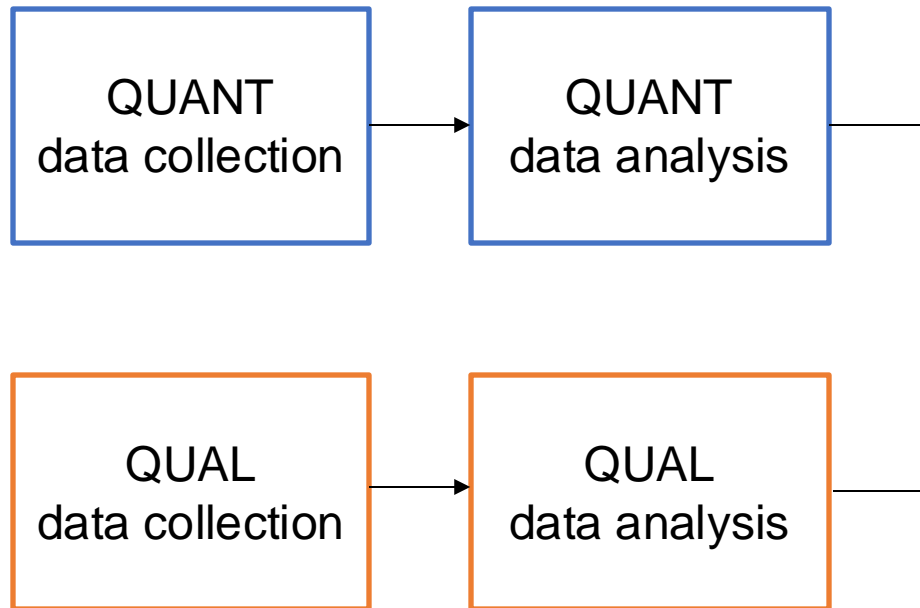 QUANT
data collection
QUANT
data analysis
QUAL
data collection
QUAL
data analysis